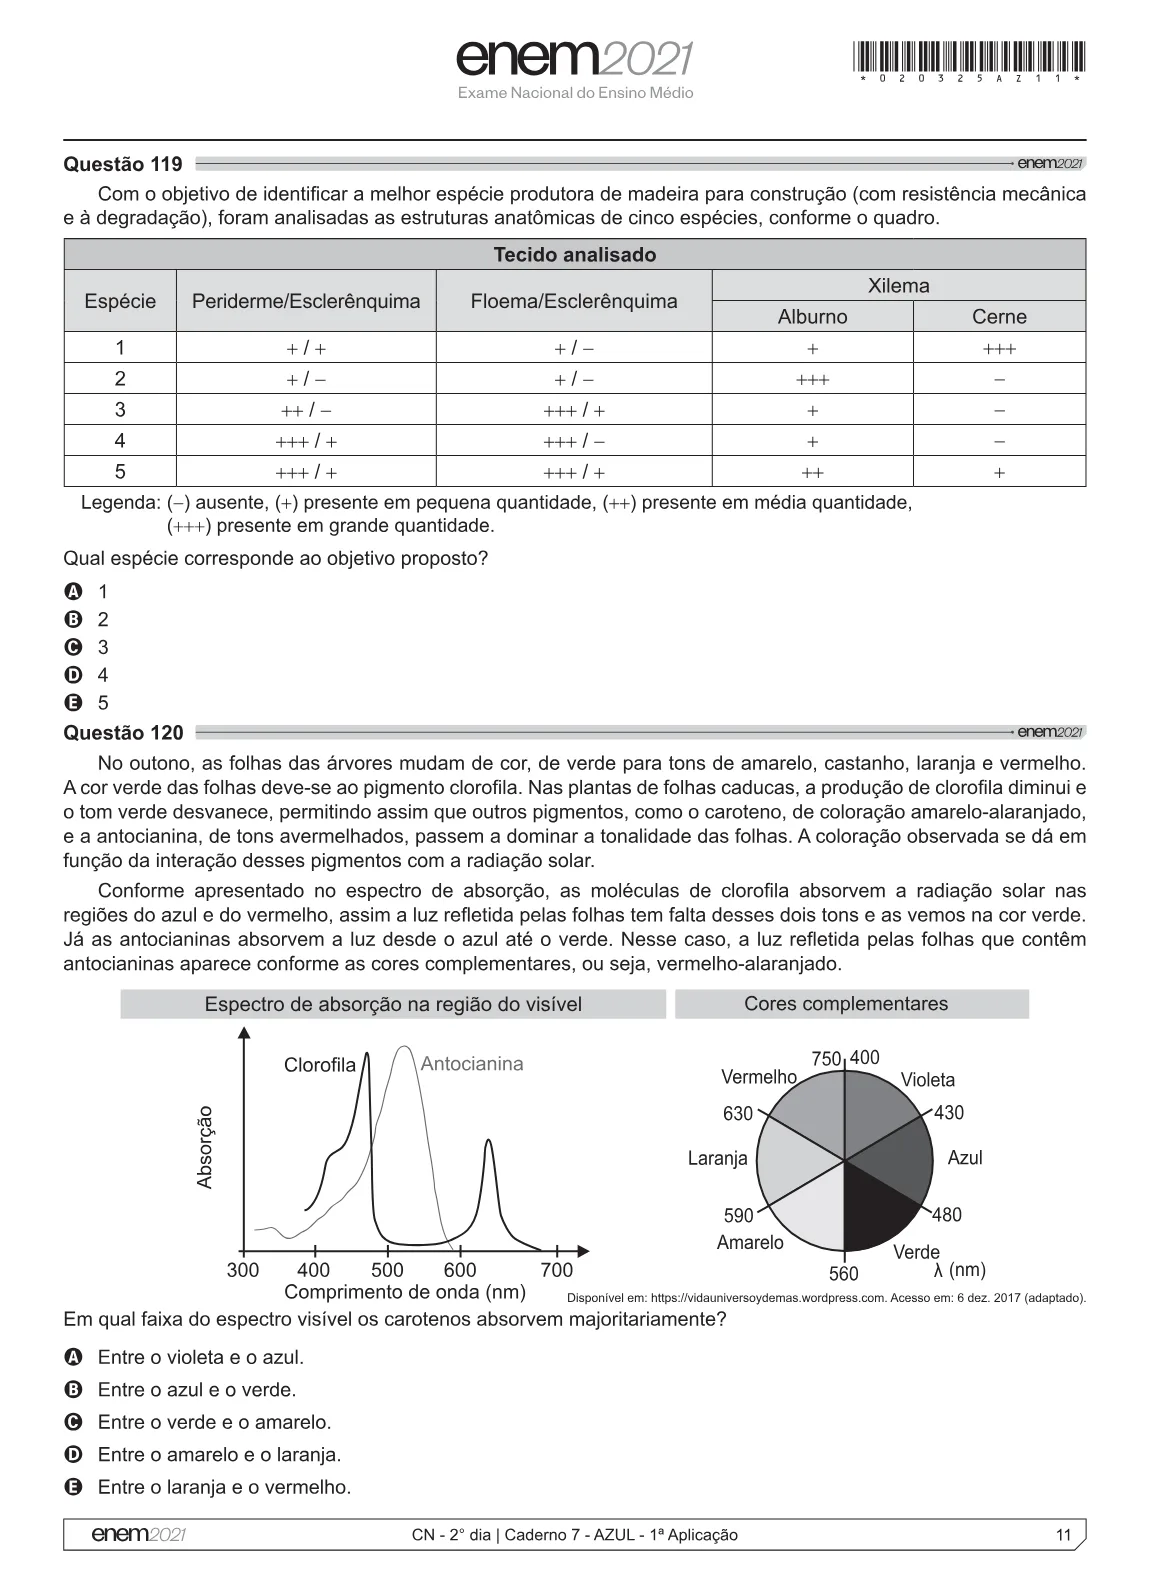 enem2021
Exame Nacional do Ensino Médio
*020325AZ11*
Questão 119
enem2021
Com o objetivo de identificar a melhor espécie produtora de madeira para construção (com resistência mecânica
e à degradação), foram analisadas as estruturas anatômicas de cinco espécies, conforme o quadro.
Tecido analisado
Espécie Periderme/Esclerênquima Floema/Esclerênquima Xilema
Alburno Cerne
1 + / + + / − + +++
2 + / − + / − +++ −
3 ++ / − +++ / + + −
4 +++ / + +++ / − + −
5 +++ / + +++ / + ++ +
Legenda: (−) ausente, (+) presente em pequena quantidade, (++) presente em média quantidade,
(+++) presente em grande quantidade.
Qual espécie corresponde ao objetivo proposto?
A 1
B 2
C 3
D 4
E 5
Questão 120
enem2021
No outono, as folhas das árvores mudam de cor, de verde para tons de amarelo, castanho, laranja e vermelho.
A cor verde das folhas deve-se ao pigmento clorofila. Nas plantas de folhas caducas, a produção de clorofila diminui e
o tom verde desvanece, permitindo assim que outros pigmentos, como o caroteno, de coloração amarelo-alaranjado,
e a antocianina, de tons avermelhados, passem a dominar a tonalidade das folhas. A coloração observada se dá em
função da interação desses pigmentos com a radiação solar.
Conforme apresentado no espectro de absorção, as moléculas de clorofila absorvem a radiação solar nas
regiões do azul e do vermelho, assim a luz refletida pelas folhas tem falta desses dois tons e as vemos na cor verde.
Já as antocianinas absorvem a luz desde o azul até o verde. Nesse caso, a luz refletida pelas folhas que contêm
antocianinas aparece conforme as cores complementares, ou seja, vermelho-alaranjado.
Espectro de absorção na região do visível
Clorofila
Antocianina
Absorção
300 400 500 600 700
Comprimento de onda (nm)
Cores complementares
750 400
Vermelho Violeta
630 430
Laranja Azul
590 480
Amarelo Verde
560 λ (nm)
Disponível em: https://vidauniversoydemas.wordpress.com. Acesso em: 6 dez. 2017 (adaptado).
Em qual faixa do espectro visível os carotenos absorvem majoritariamente?
A Entre o violeta e o azul.
B Entre o azul e o verde.
C Entre o verde e o amarelo.
D Entre o amarelo e o laranja.
E Entre o laranja e o vermelho.
enem2021 CN - 2° dia | Caderno 7 - AZUL - 1ª Aplicação 11